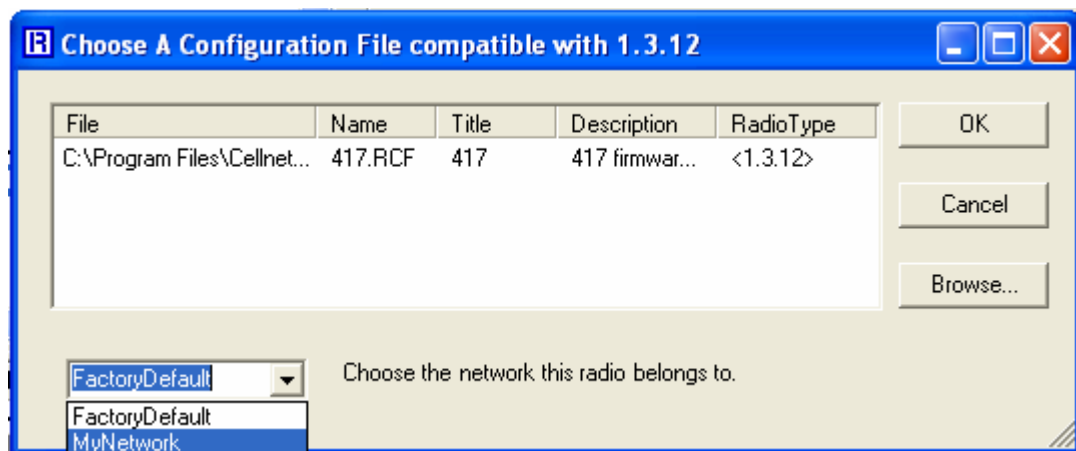 R Choose A Configuration File compatible with 1.3.12
File Name Title Description RadioType
C:\Program Files\Cellnet... 417.RCF 417 417 firmwar... <1.3.12>
OK
Cancel
Browse...
FactoryDefault Choose the network this radio belongs to.
FactoryDefault
MyNetwork